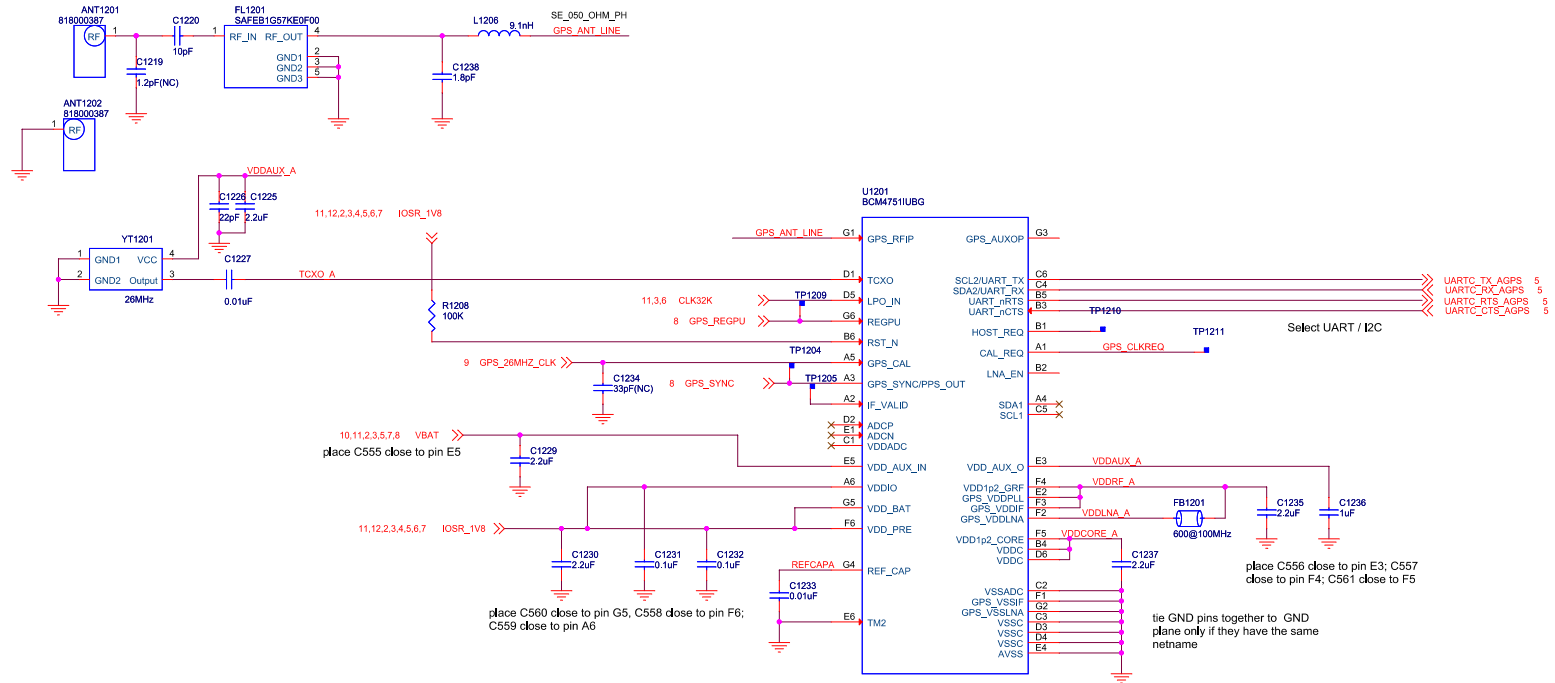 ANT1201
818000387
RF
1
C1220
10pF
C1219
1.2pF(NC)
FL1201
SAFEB1G57KE0F00
1
RF_IN RF_OUT
4
GND1
2
GND2
3
GND3
5
L1206
9.1nH
SE_050_OHM_PH
GPS_ANT_LINE
C1238
1.8pF
ANT1202
818000387
1
RF
VDDAUX_A
C1226
22pF
C1225
2.2uF
YT1201
1
GND1 VCC
4
2
GND2 Output
3
26MHz
C1227
0.01uF
TCXO_A
11,12,2,3,4,5,6,7 IOSR_1V8
R1208
100K
11,3,6 CLK32K
TP1209
8 GPS_REGPU
9 GPS_26MHZ_CLK
C1234
33pF(NC)
TP1204
8 GPS_SYNC
TP1205
10,11,2,3,5,7,8 VBAT
place C555 close to pin E5
C1229
2.2uF
11,12,2,3,4,5,6,7 IOSR_1V8
C1230
2.2uF
C1231
0.1uF
C1232
0.1uF
place C560 close to pin G5, C558 close to pin F6;
C559 close to pin A6
REFCAPA
C1233
0.01uF
U1201
BCM4751IUBG
GPS_ANT_LINE
G1
GPS_RFIP
D1
TCXO
D5
LPO_IN
G6
REGPU
B6
RST_N
A5
GPS_CAL
A3
GPS_SYNC/PPS_OUT
A2
IF_VALID
D2
ADCP
E1
ADCN
C1
VDDADC
E5
VDD_AUX_IN
A6
VDDIO
G5
VDD_BAT
F6
VDD_PRE
G4
REF_CAP
E6
TM2
GPS_AUXOP
G3
SCL2/UART_TX
C6
SDA2/UART_RX
C4
UART_nRTS
B5
UART_nCTS
B3
HOST_REQ
B1
CAL_REQ
A1
LNA_EN
B2
SDA1
A4
SCL1
C5
VDD_AUX_O
E3
VDD1p2_GRF
F4
GPS_VDDPLL
E2
GPS_VDDIF
F3
GPS_VDDLNA
F2
VDD1p2_CORE
F5
VDDC
B4
VDDC
D6
VSSADC
C2
GPS_VSSIF
F1
GPS_VSSLNA
G2
VSSC
C3
VSSC
D3
VSSC
D4
AVSS
E4
UARTC_TX_AGPS 5
UARTC_RX_AGPS 5
UARTC_RTS_AGPS 5
UARTC_CTS_AGPS 5
TP1210
Select UART / I2C
TP1211
GPS_CLKREQ
VDDAUX_A
VDDRF_A
VDDLNA_A
FB1201
600@100MHz
C1235
2.2uF
C1236
1uF
VDDCORE_A
C1237
2.2uF
place C556 close to pin E3; C557
close to pin F4; C561 close to F5
tie GND pins together to GND
plane only if they have the same
netname